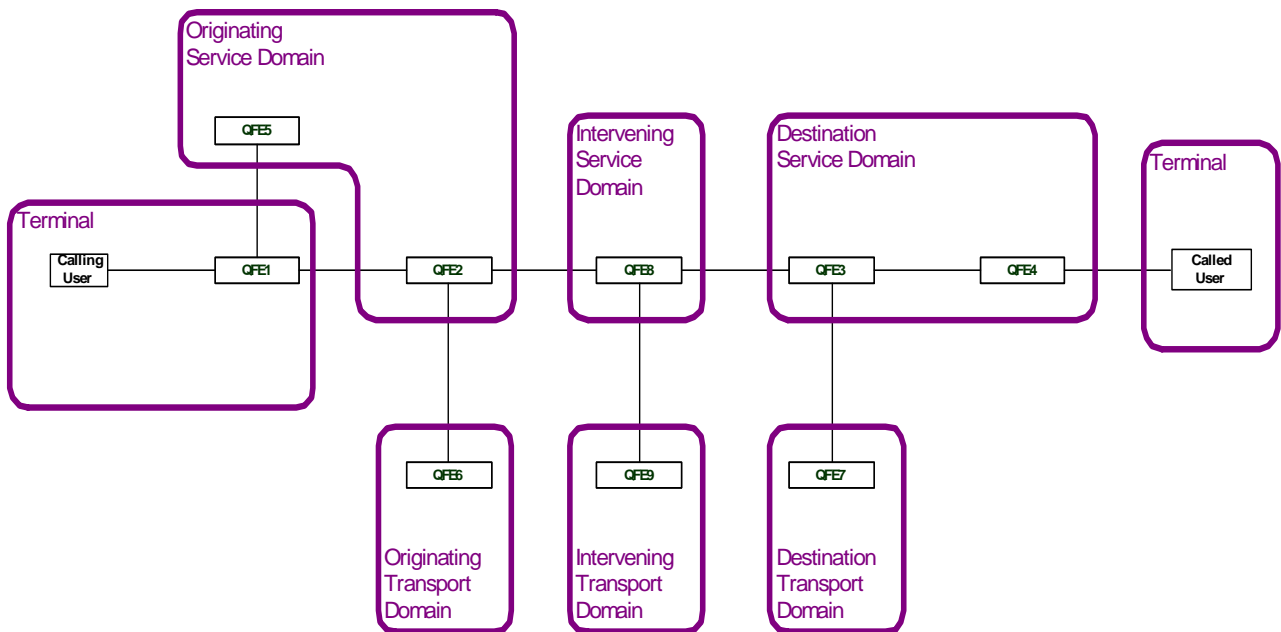 Originating
Service Domain
QFE5
Intervening
Service
Domain
Destination
Service Domain
Terminal
Terminal
Calling
User
QFE1
QFE2
QFE8
QFE3
QFE4
Called
User
QFE6
QFE9
QFE7
Originating
Transport
Domain
Intervening
Transport
Domain
Destination
Transport
Domain